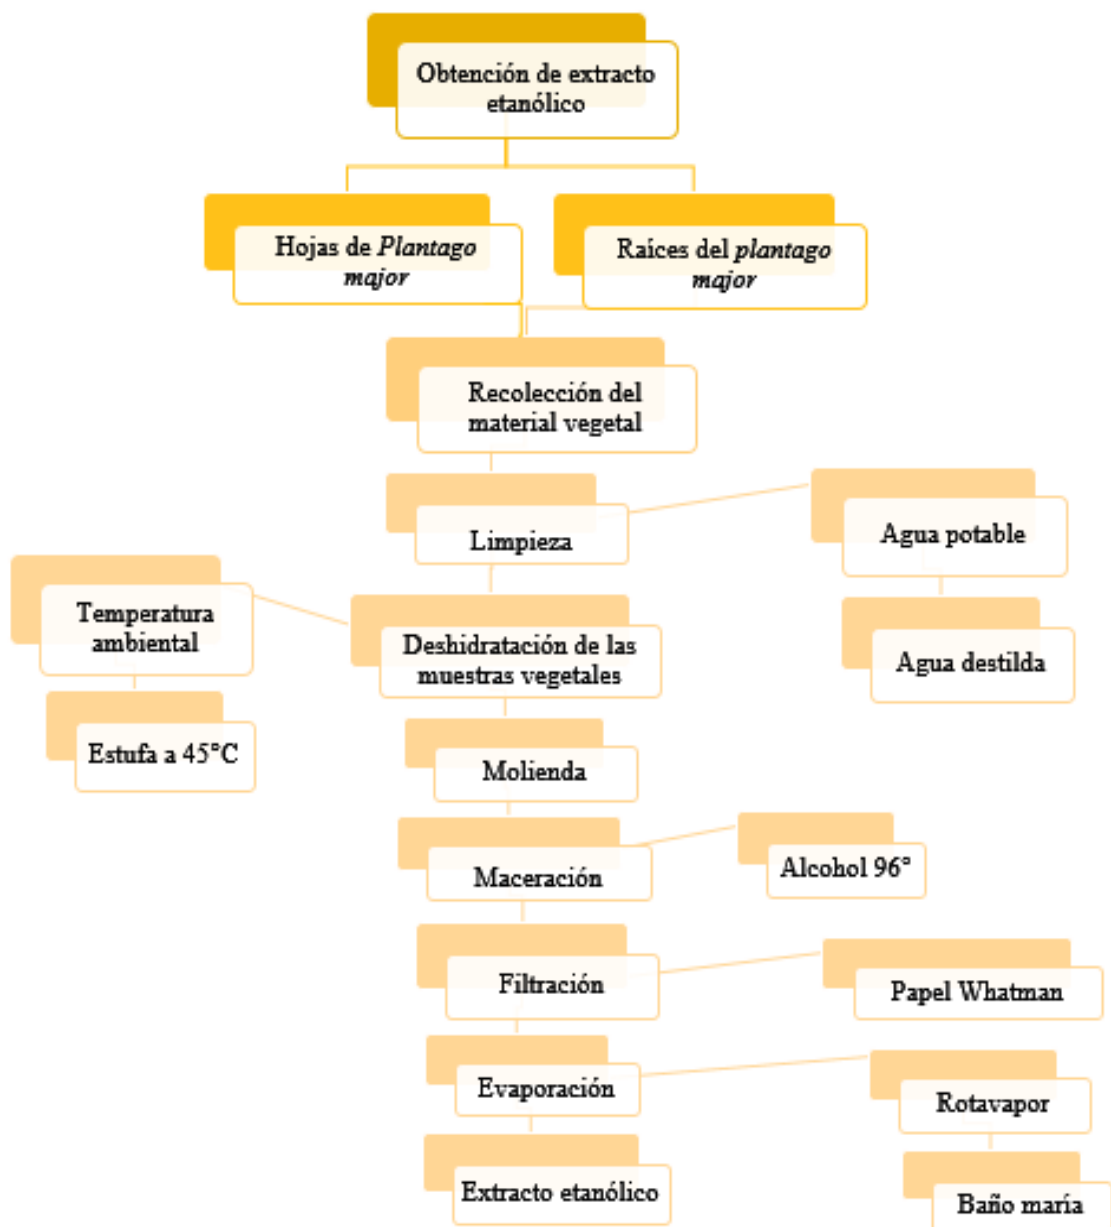 Obtención de extracto
etanólico
Hojas de Plantago
major
Raíces del plantago
major
Recolección del
material vegetal
Limpieza
Agua potable
Agua destilda
Temperatura
ambiental
Estufa a 45°C
Deshidratación de las
muestras vegetales
Molienda
Maceración
Alcohol 96°
Filtración
Papel Whatman
Evaporación
Rotavapor
Baño maría
Extracto etanólico